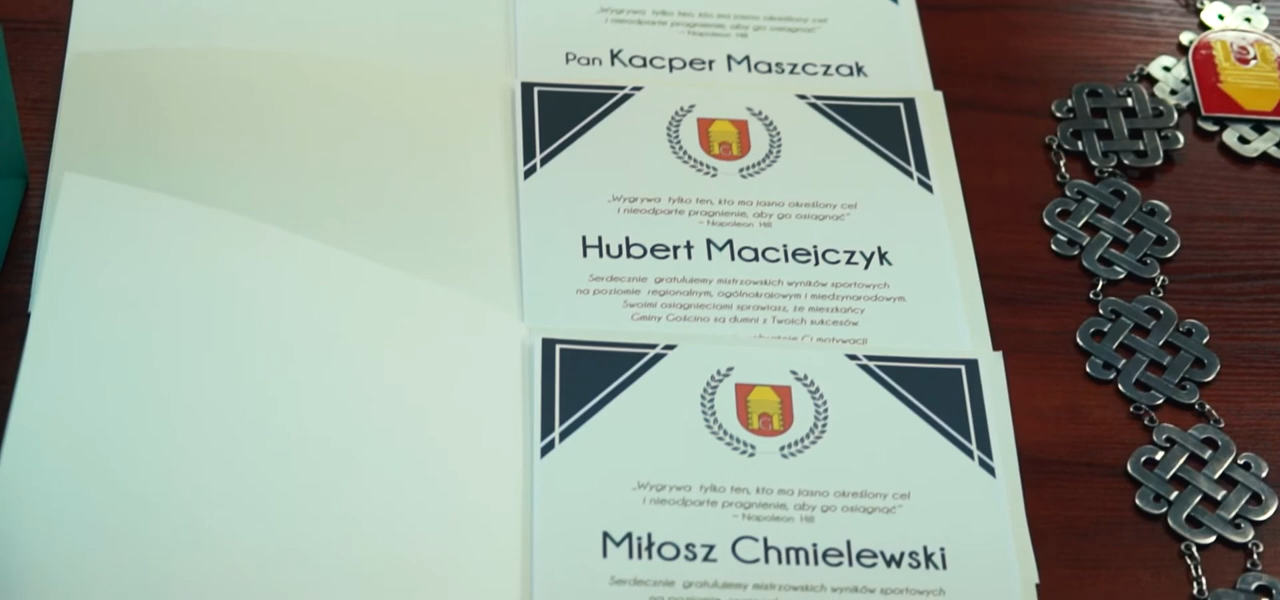 „Wygrywa tylko ten, kto ma jasno określony cel
i nieodparte pragnienie, aby go osiągnąć”
- Napoleon Hill
Pan Kacper Maszczak
„Wygrywa tylko ten, kto ma jasno określony cel
i nieodparte pragnienie, aby go osiągnąć”
- Napoleon Hill
Hubert Maciejczyk
Serdecznie gratulujemy mistrzowskich wyników sportowych
na poziomie regionalnym, ogólnokrajowym i międzynarodowym.
Swoimi osiągnięciami sprawiasz, że mieszkańcy
Gminy Gościno są dumni z Twoich sukcesów.
Ci motywacji
„Wygrywa tylko ten, kto ma jasno określony cel
i nieodparte pragnienie, aby go osiągnąć”
- Napoleon Hill
Miłosz Chmielewski
Serdecznie gratulujemy mistrzowskich wyników sportowych